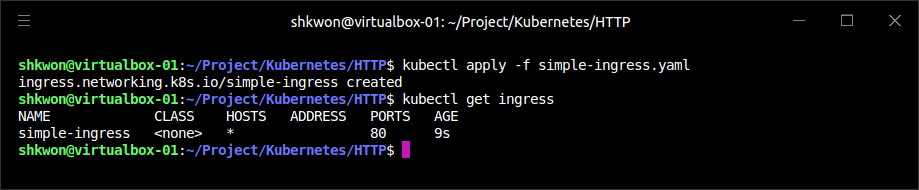 shkwon@virtualbox-01: ~/Project/Kubernetes/HTTP
shkwon@virtualbox-01:~/Project/Kubernetes/HTTP$ kubectl apply -f simple-ingress.yaml
ingress.networking.k8s.io/simple-ingress created
shkwon@virtualbox-01:~/Project/Kubernetes/HTTP$ kubectl get ingress
NAME             CLASS    HOSTS   ADDRESS   PORTS   AGE
simple-ingress   <none>   *                 80      9s
shkwon@virtualbox-01:~/Project/Kubernetes/HTTP$